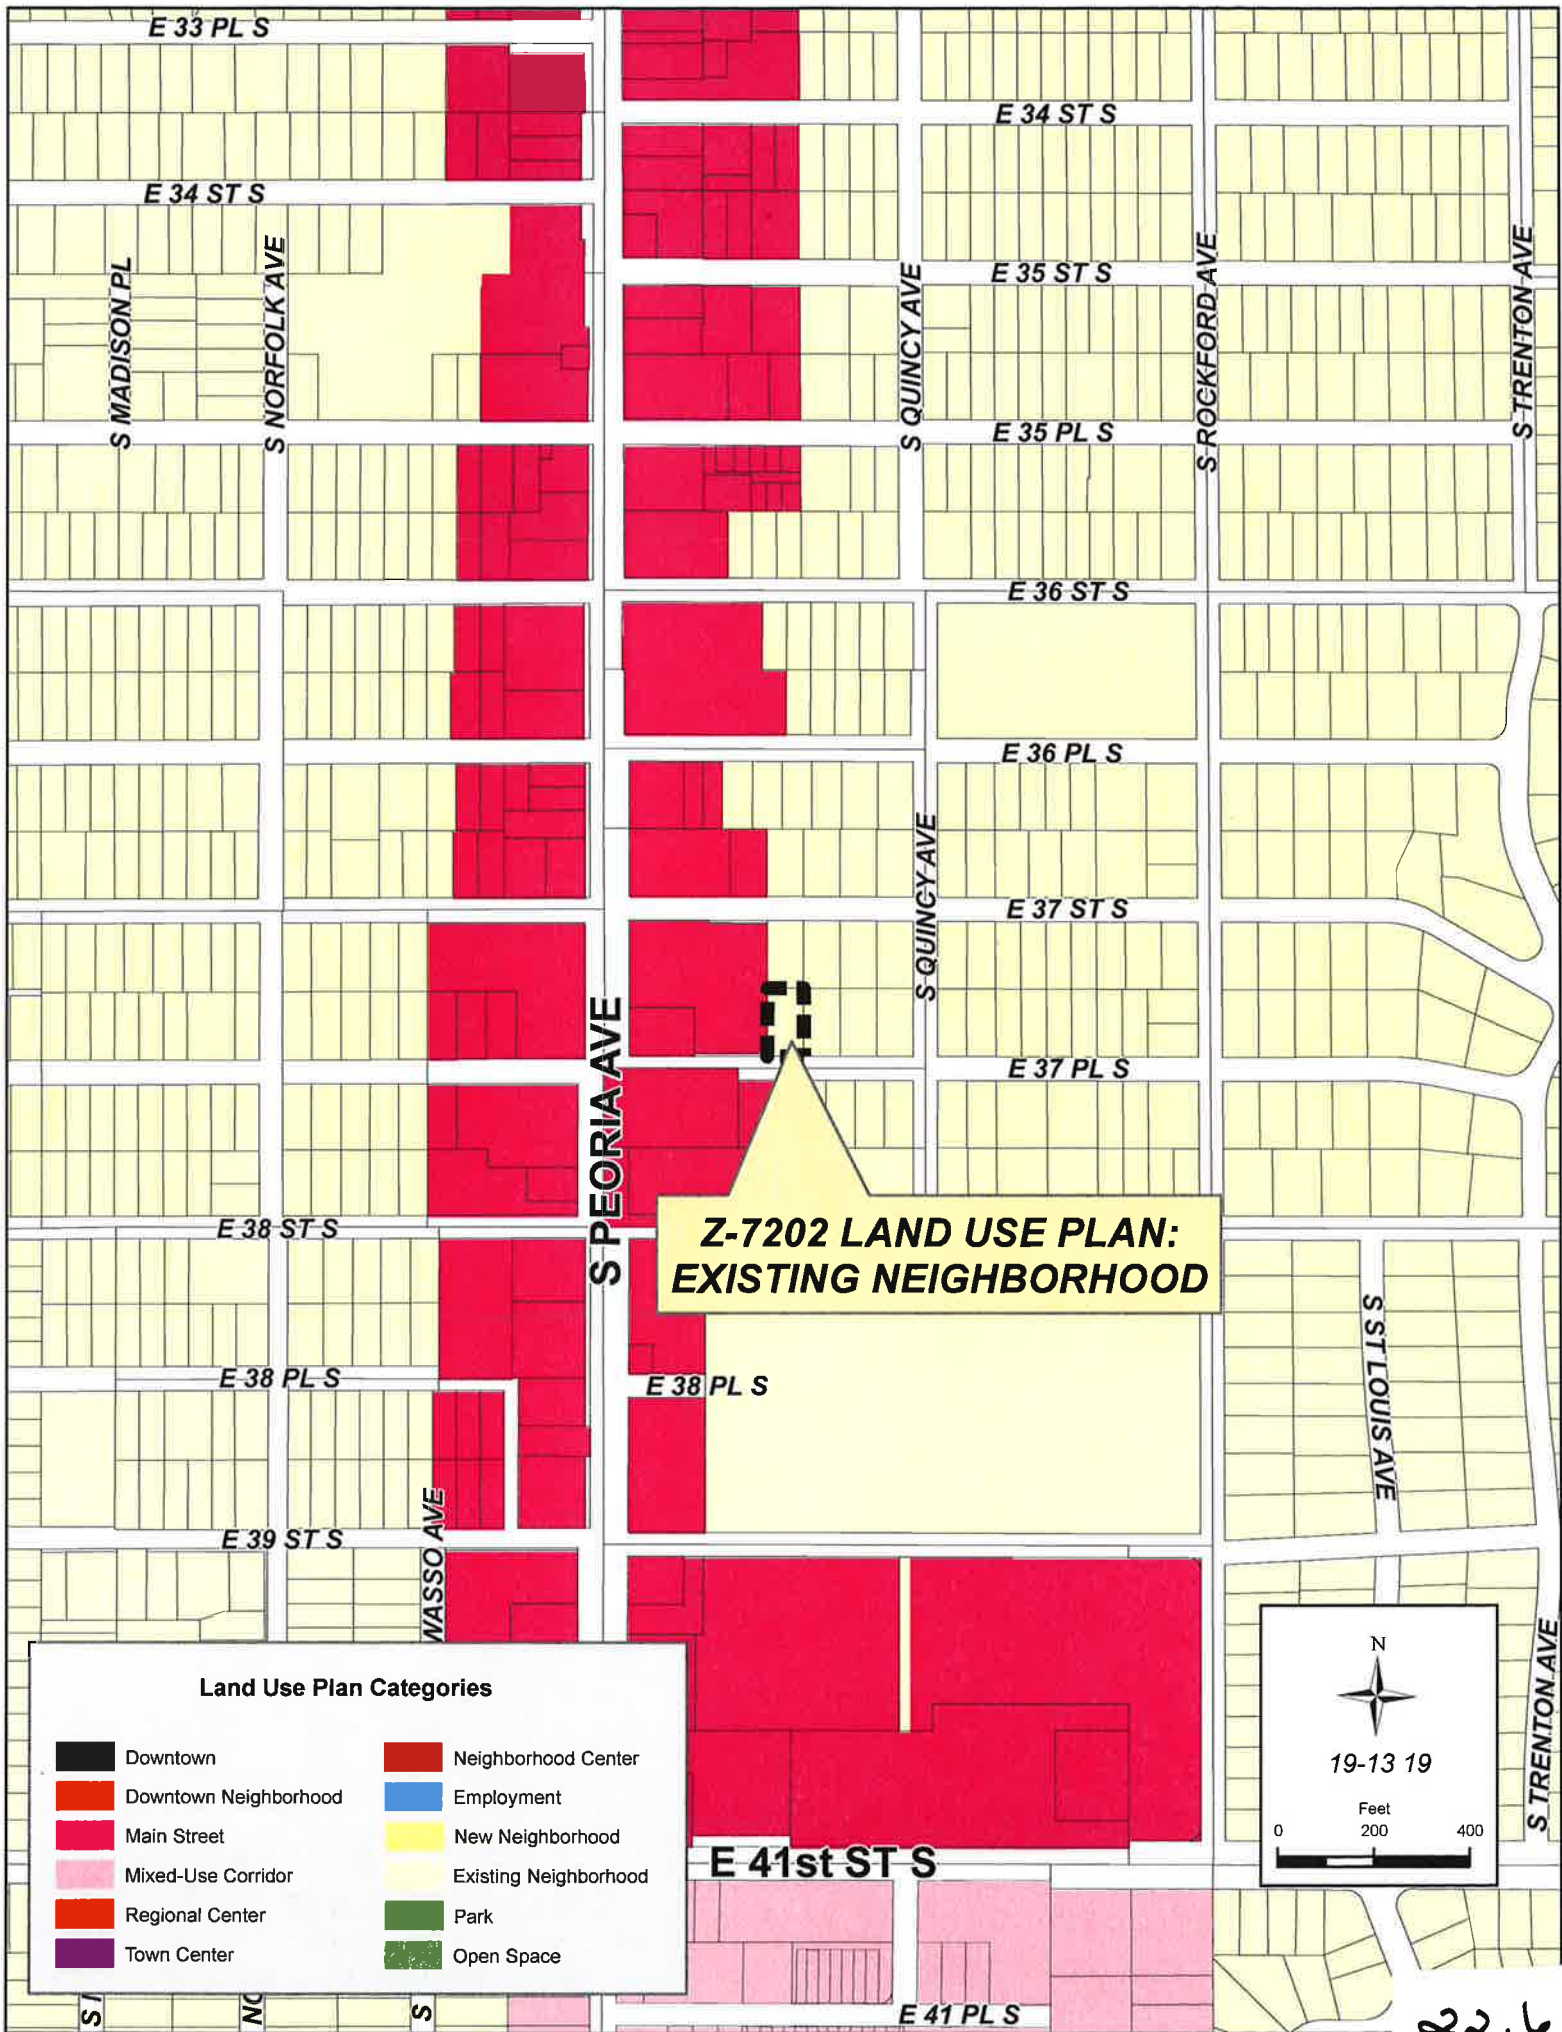 E 33 PL S
E 34 ST S
E 34 ST S
E 35 ST S
S MADISON PL
S NORFOLK AVE
S QUINCY AVE
S ROCKFORD AVE
S TRENTON AVE
E 35 PL S
E 36 ST S
E 36 PL S
S QUINCY AVE
E 37 ST S
S PEORIA AVE
E 37 PL S
E 38 ST S
Z-7202 LAND USE PLAN:
EXISTING NEIGHBORHOOD
S ST LOUIS AVE
E 38 PL S
E 38 PL S
E 39 ST S
WASSO AVE
S TRENTON AVE
Land Use Plan Categories
Downtown
Downtown Neighborhood
Main Street
Mixed-Use Corridor
Regional Center
Town Center
Neighborhood Center
Employment
New Neighborhood
Existing Neighborhood
Park
Open Space
N
19-13 19
Feet
0 200 400
E 41st ST S
S
NO
S
E 41 PL S